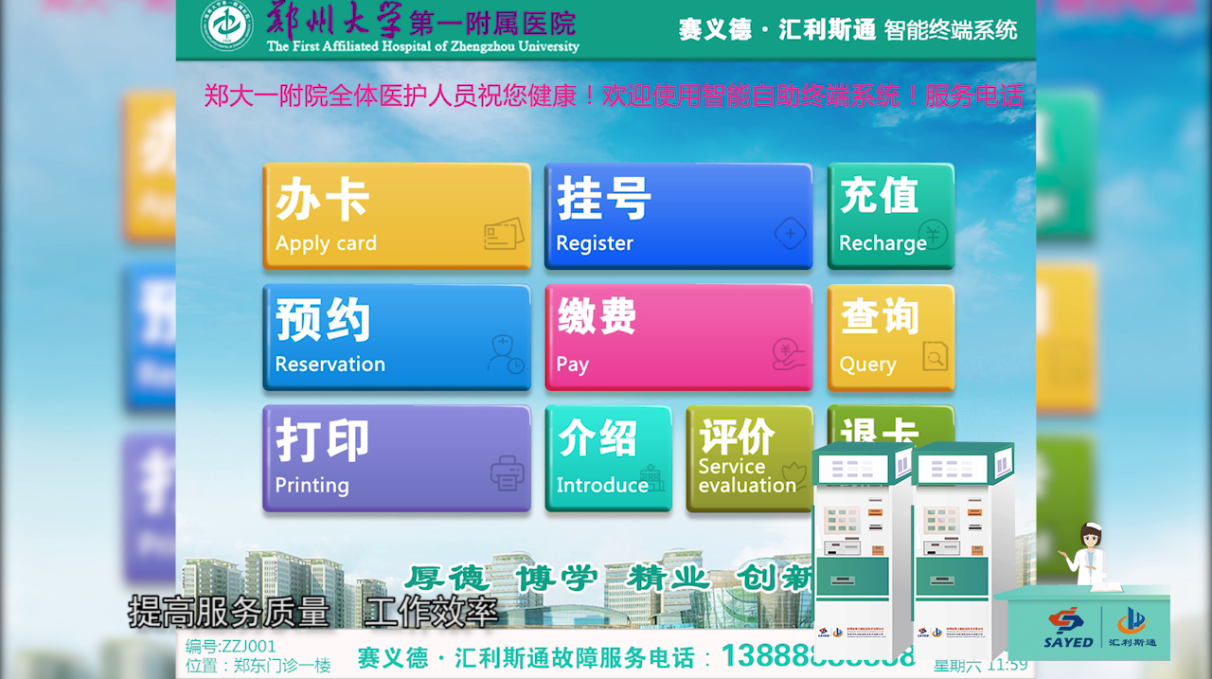 郑州大学第一附属医院
The First Affiliated Hospital of Zhengzhou University
赛义德·汇利斯通 智能终端系统
郑大一附院全体医护人员祝您健康！欢迎使用智能自助终端系统！服务电话
办卡
Apply card
挂号
Register
充值
Recharge
预约
Reservation
缴费
Pay
查询
Query
打印
Printing
介绍
Introduce
评价
Service
evaluation
退卡
厚德 博学 精业 创新
提高服务质量 工作效率
编号:ZZJ001
位置：郑东门诊一楼
赛义德·汇利斯通故障服务电话：
星期六 11:59
SAYED
汇利斯通